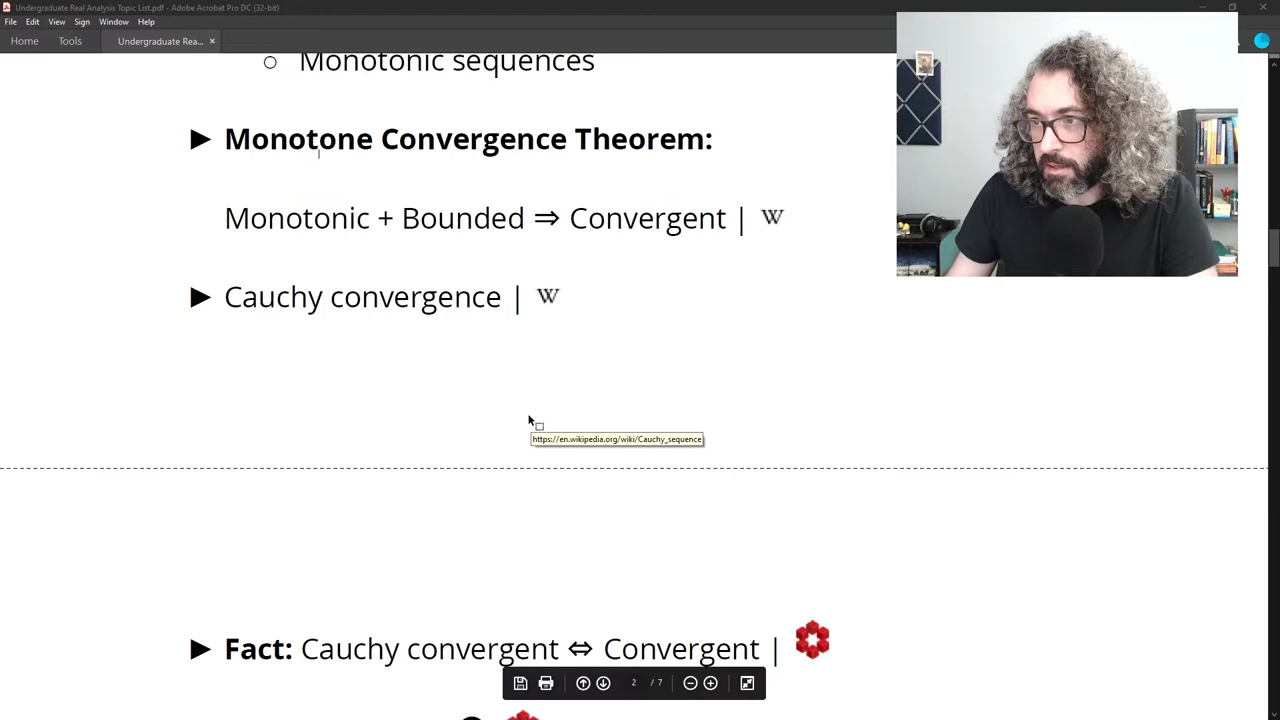 Undergraduate Real Analysis Topic List.pdf - Adobe Acrobat Pro DC (32-bit)
File Edit View Sign Window Help
Home Tools Undergraduate Rea... ×
○ Monotonic sequences
► Monotone Convergence Theorem:
Monotonic + Bounded ⇒ Convergent | W
► Cauchy convergence | W
https://en.wikipedia.org/wiki/Cauchy_sequence
► Fact: Cauchy convergent ⇔ Convergent |
2 / 7